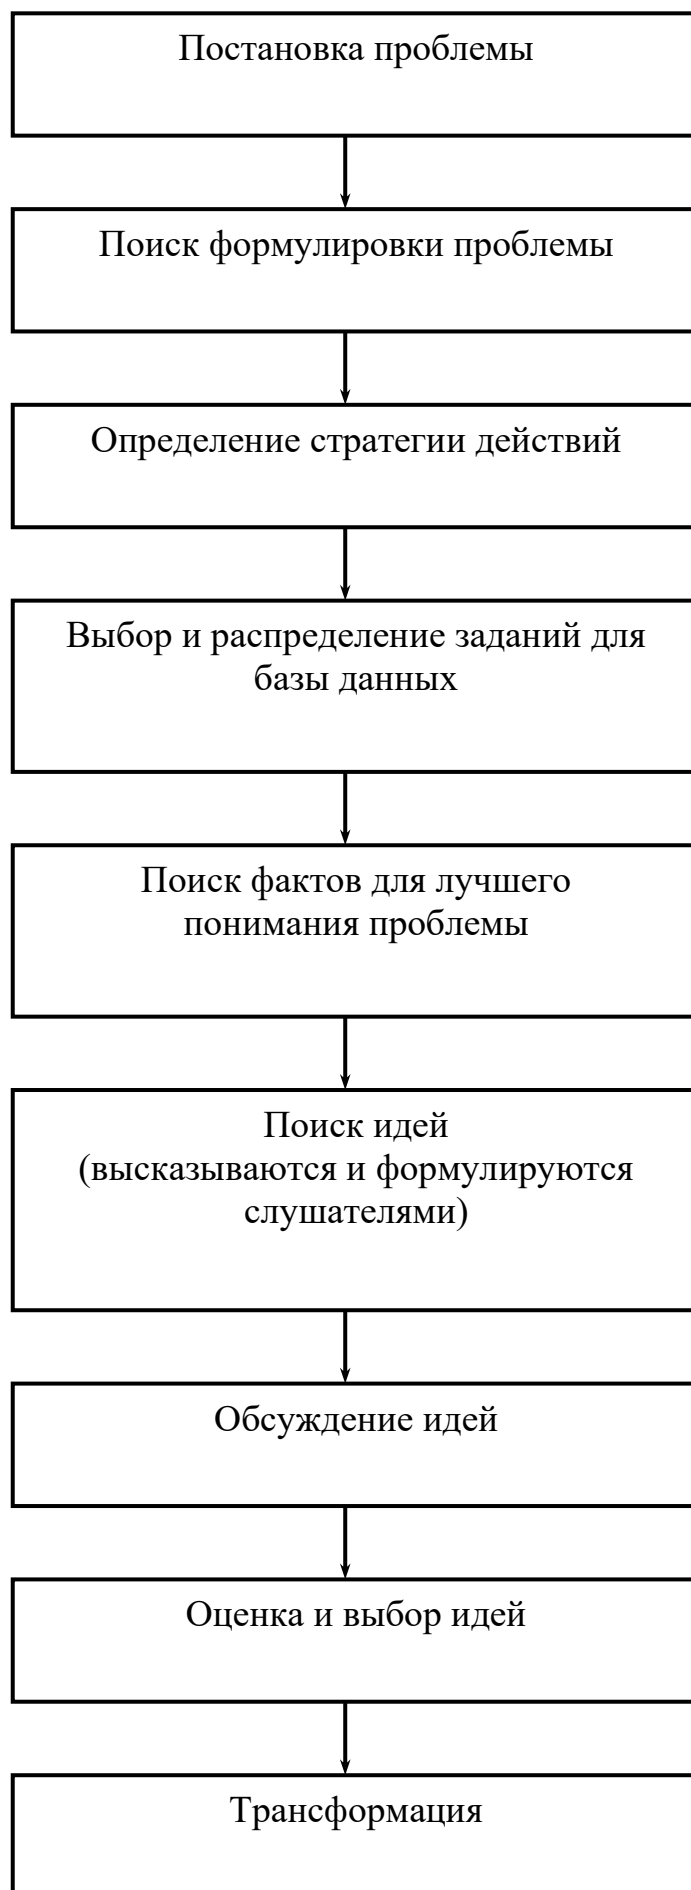 Постановка проблемы
Поиск формулировки проблемы
Определение стратегии действий
Выбор и распределение заданий для
базы данных
Поиск фактов для лучшего
понимания проблемы
Поиск идей
(высказываются и формулируются
слушателями)
Обсуждение идей
Оценка и выбор идей
Трансформация